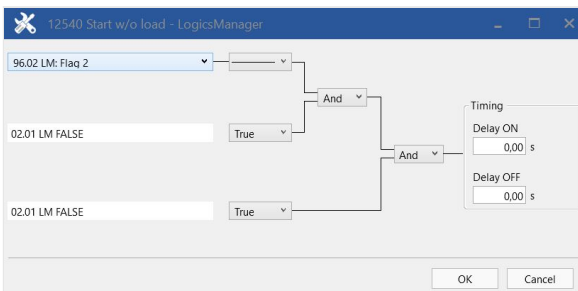 12540 Start w/o load - LogicsManager
96.02 LM: Flag 2
And
Timing
Delay ON
02.01 LM FALSE True
0,00 s
And
Delay OFF
0,00 s
02.01 LM FALSE True
OK Cancel